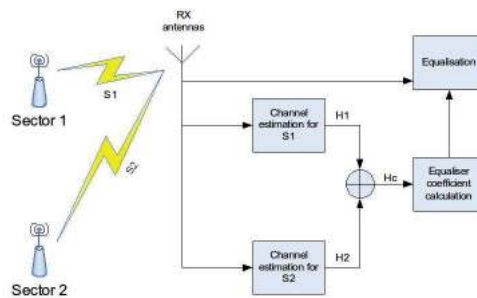 RX
antennas
S1
Sector 1
S2
Sector 2
Channel
estimation for
S1
H1
Equalisation
Hc
Equaliser
coefficient
calculation
Channel
estimation for
S2
H2